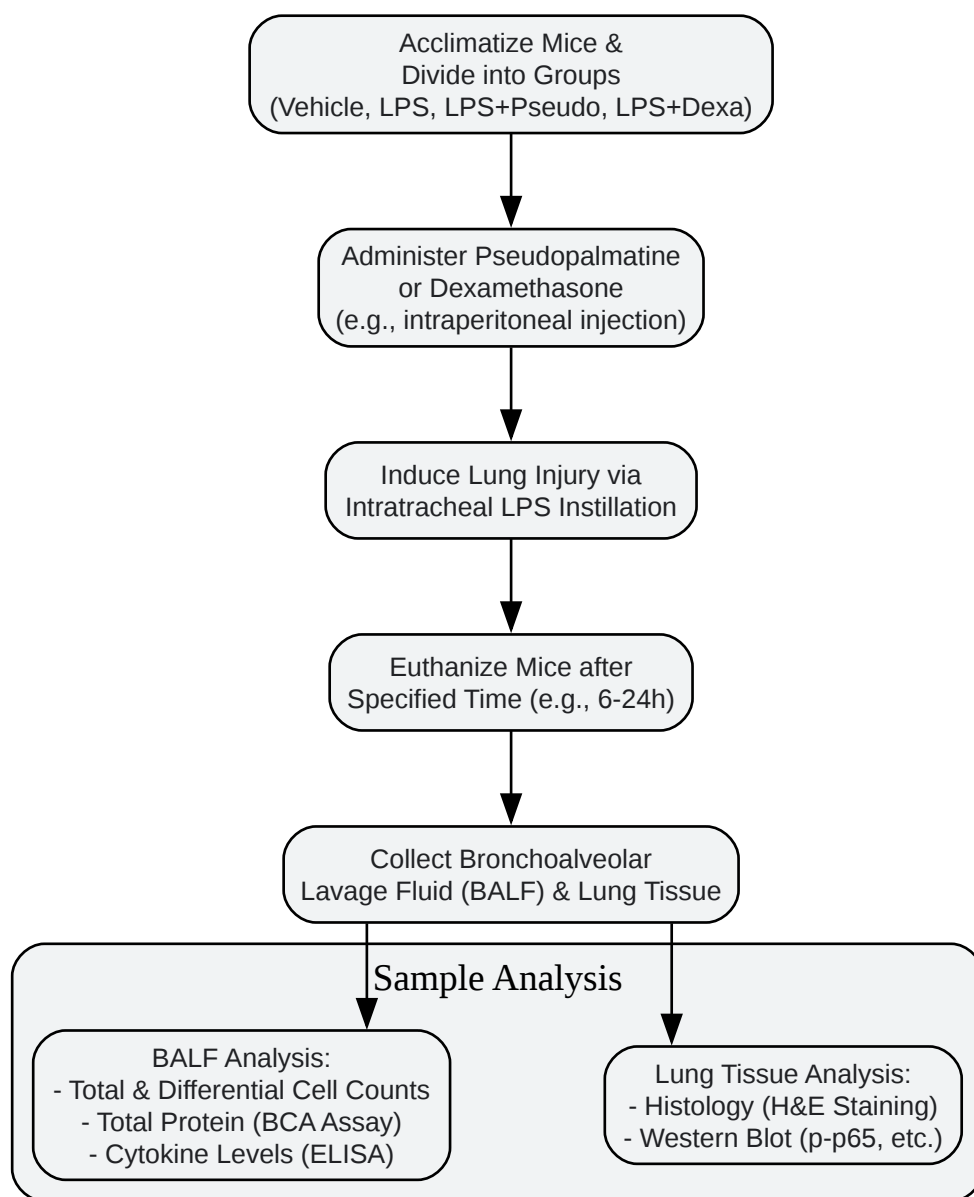 Acclimatize Mice &
Divide into Groups
(Vehicle, LPS, LPS+Pseudo, LPS+Dexa)
Administer Pseudopalmatine
or Dexamethasone
(e.g., intraperitoneal injection)
Induce Lung Injury via
Intratracheal LPS Instillation
Euthanize Mice after
Specified Time (e.g., 6-24h)
Collect Bronchoalveolar
Lavage Fluid (BALF) & Lung Tissue
Sample Analysis
BALF Analysis:
- Total & Differential Cell Counts
- Total Protein (BCA Assay)
- Cytokine Levels (ELISA)
Lung Tissue Analysis:
- Histology (H&E Staining)
- Western Blot (p-p65, etc.)